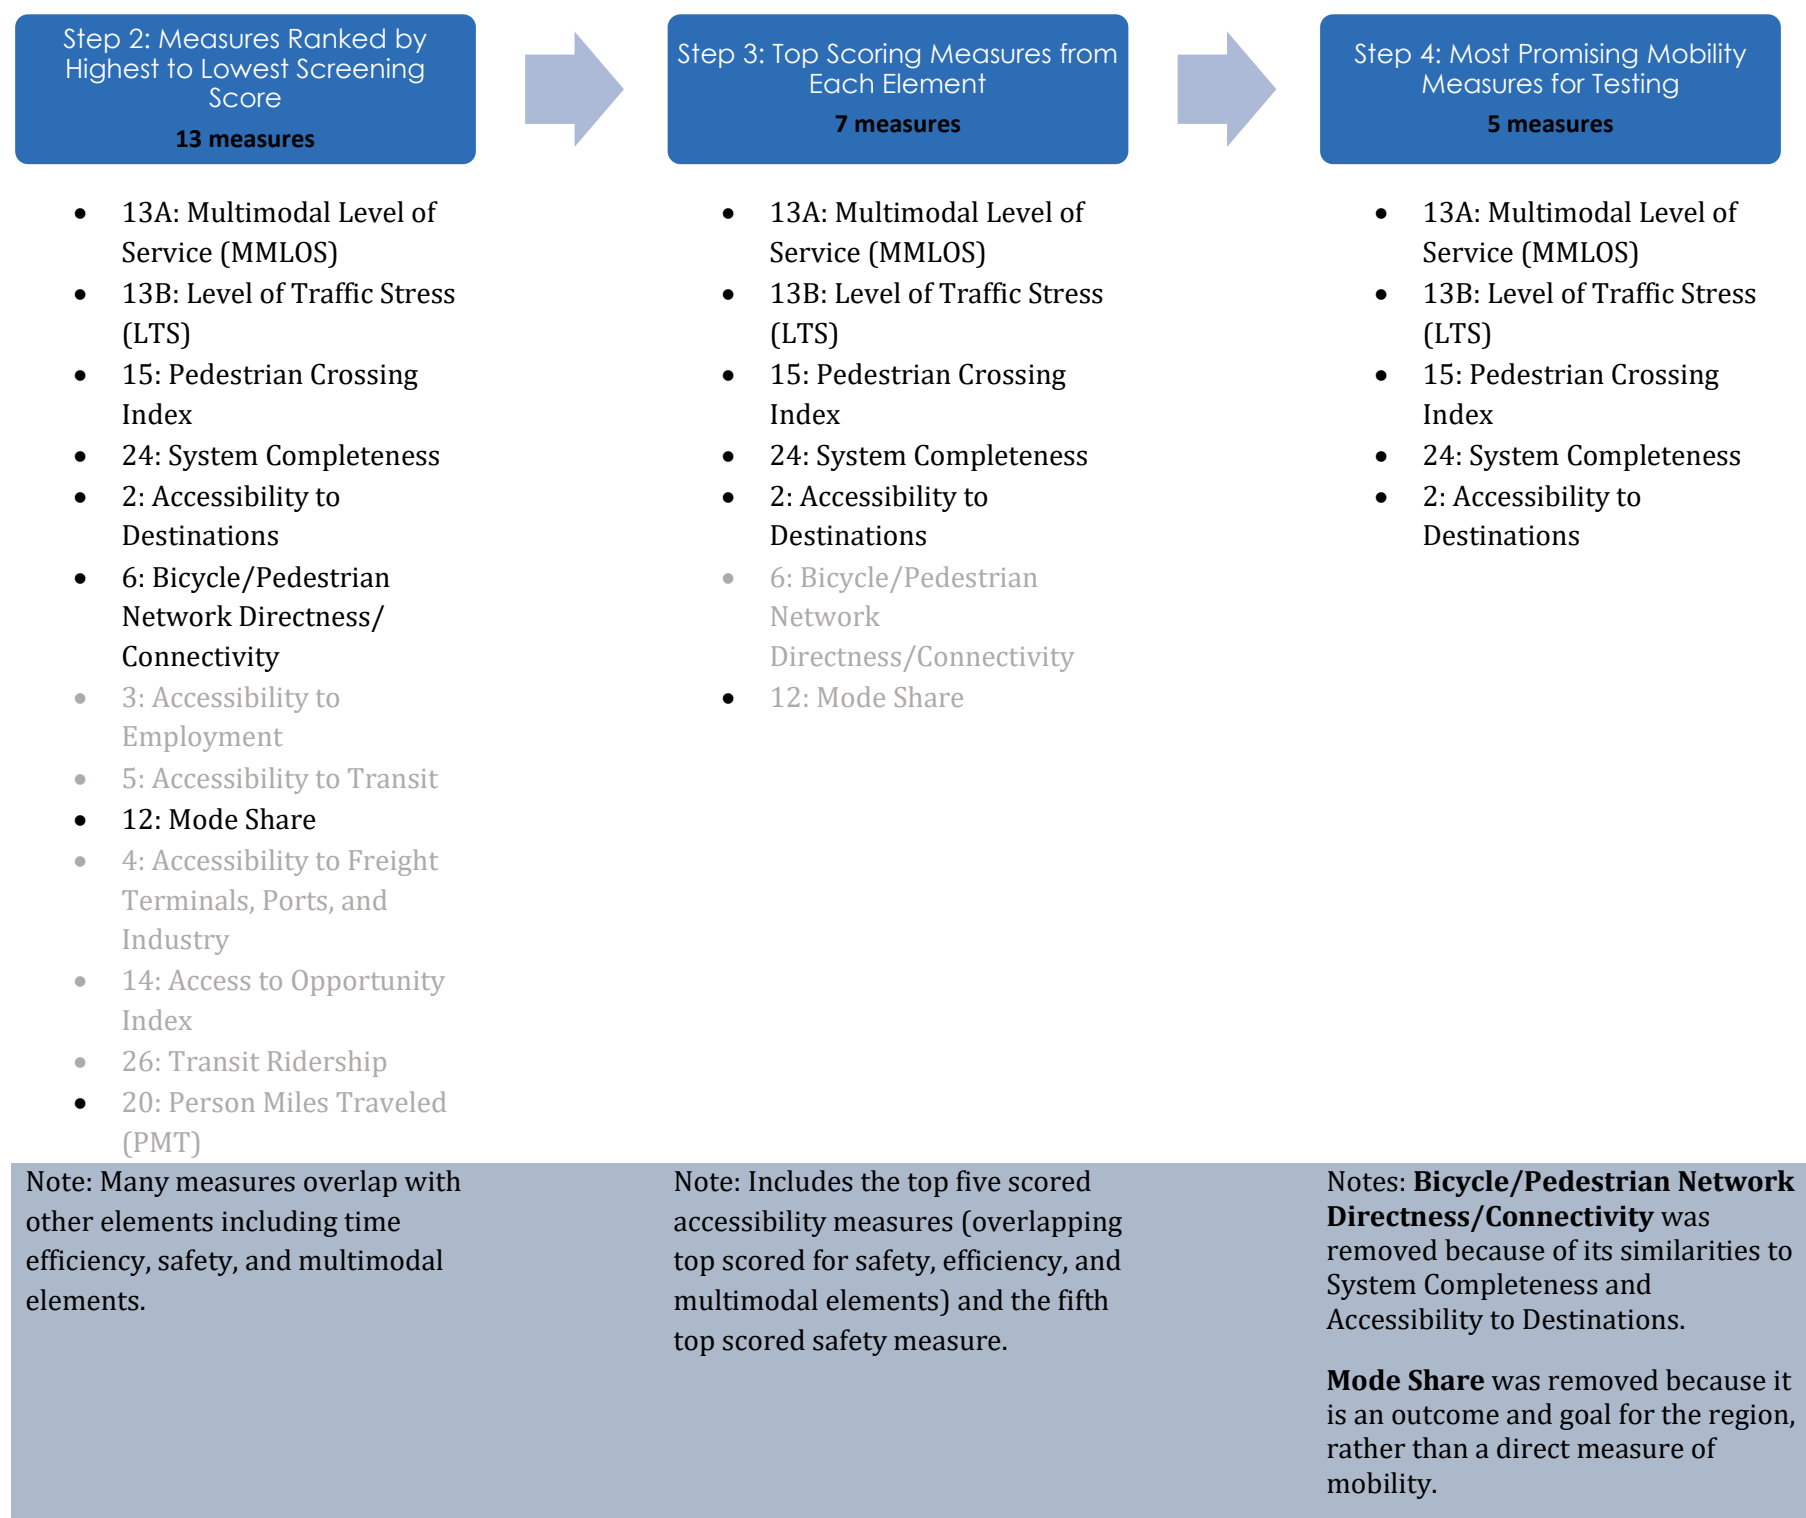 Step 2: Measures Ranked by
Highest to Lowest Screening
Score
13 measures
• 13A: Multimodal Level of
Service (MMLOS)
• 13B: Level of Traffic Stress
(LTS)
• 15: Pedestrian Crossing
Index
• 24: System Completeness
• 2: Accessibility to
Destinations
• 6: Bicycle/Pedestrian
Network Directness/
Connectivity
• 3: Accessibility to
Employment
• 5: Accessibility to Transit
• 12: Mode Share
• 4: Accessibility to Freight
Terminals, Ports, and
Industry
• 14: Access to Opportunity
Index
• 26: Transit Ridership
• 20: Person Miles Traveled
(PMT)
Note: Many measures overlap with
other elements including time
efficiency, safety, and multimodal
elements.
Step 3: Top Scoring Measures from
Each Element
7 measures
• 13A: Multimodal Level of
Service (MMLOS)
• 13B: Level of Traffic Stress
(LTS)
• 15: Pedestrian Crossing
Index
• 24: System Completeness
• 2: Accessibility to
Destinations
• 6: Bicycle/Pedestrian
Network
Directness/Connectivity
• 12: Mode Share
Note: Includes the top five scored
accessibility measures (overlapping
top scored for safety, efficiency, and
multimodal elements) and the fifth
top scored safety measure.
Step 4: Most Promising Mobility
Measures for Testing
5 measures
• 13A: Multimodal Level of
Service (MMLOS)
• 13B: Level of Traffic Stress
(LTS)
• 15: Pedestrian Crossing
Index
• 24: System Completeness
• 2: Accessibility to
Destinations
Notes: Bicycle/Pedestrian Network
Directness/Connectivity was
removed because of its similarities to
System Completeness and
Accessibility to Destinations.
Mode Share was removed because it
is an outcome and goal for the region,
rather than a direct measure of
mobility.